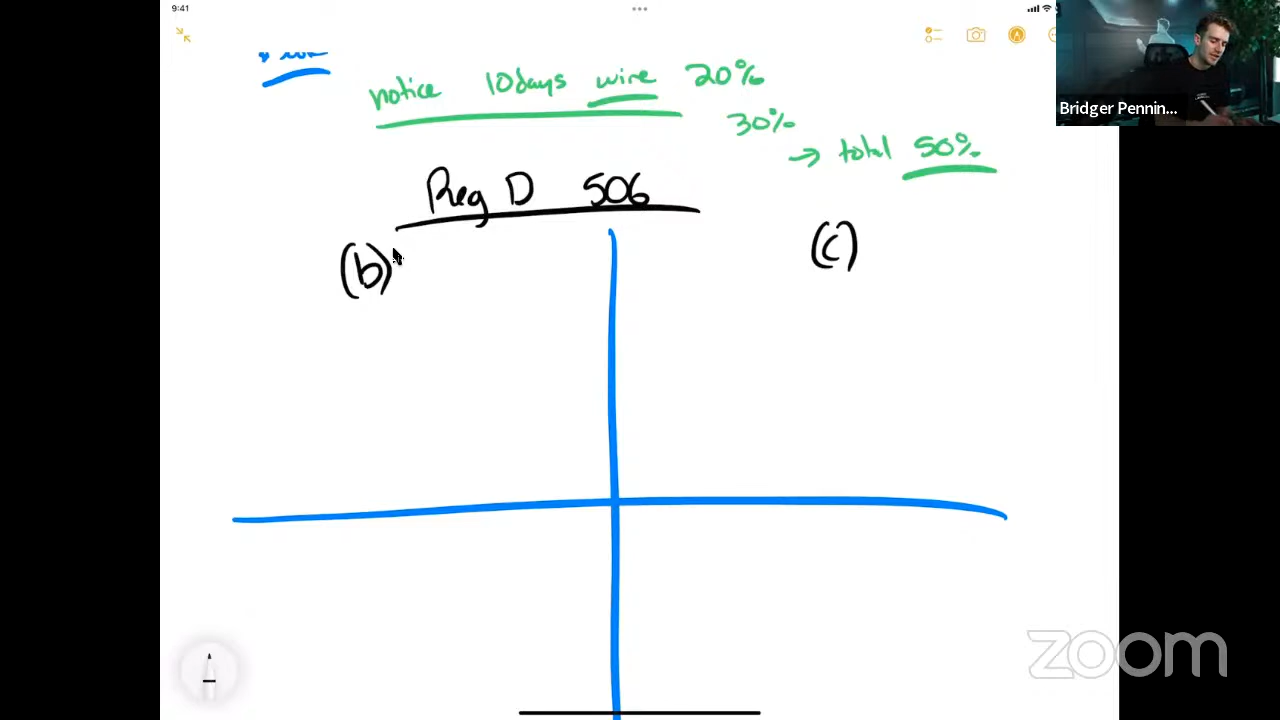 9:41
notice 10days wire 20%
30%
→ total 50%
Reg D 506
(b)
(c)
Bridger Pennin...
zoom